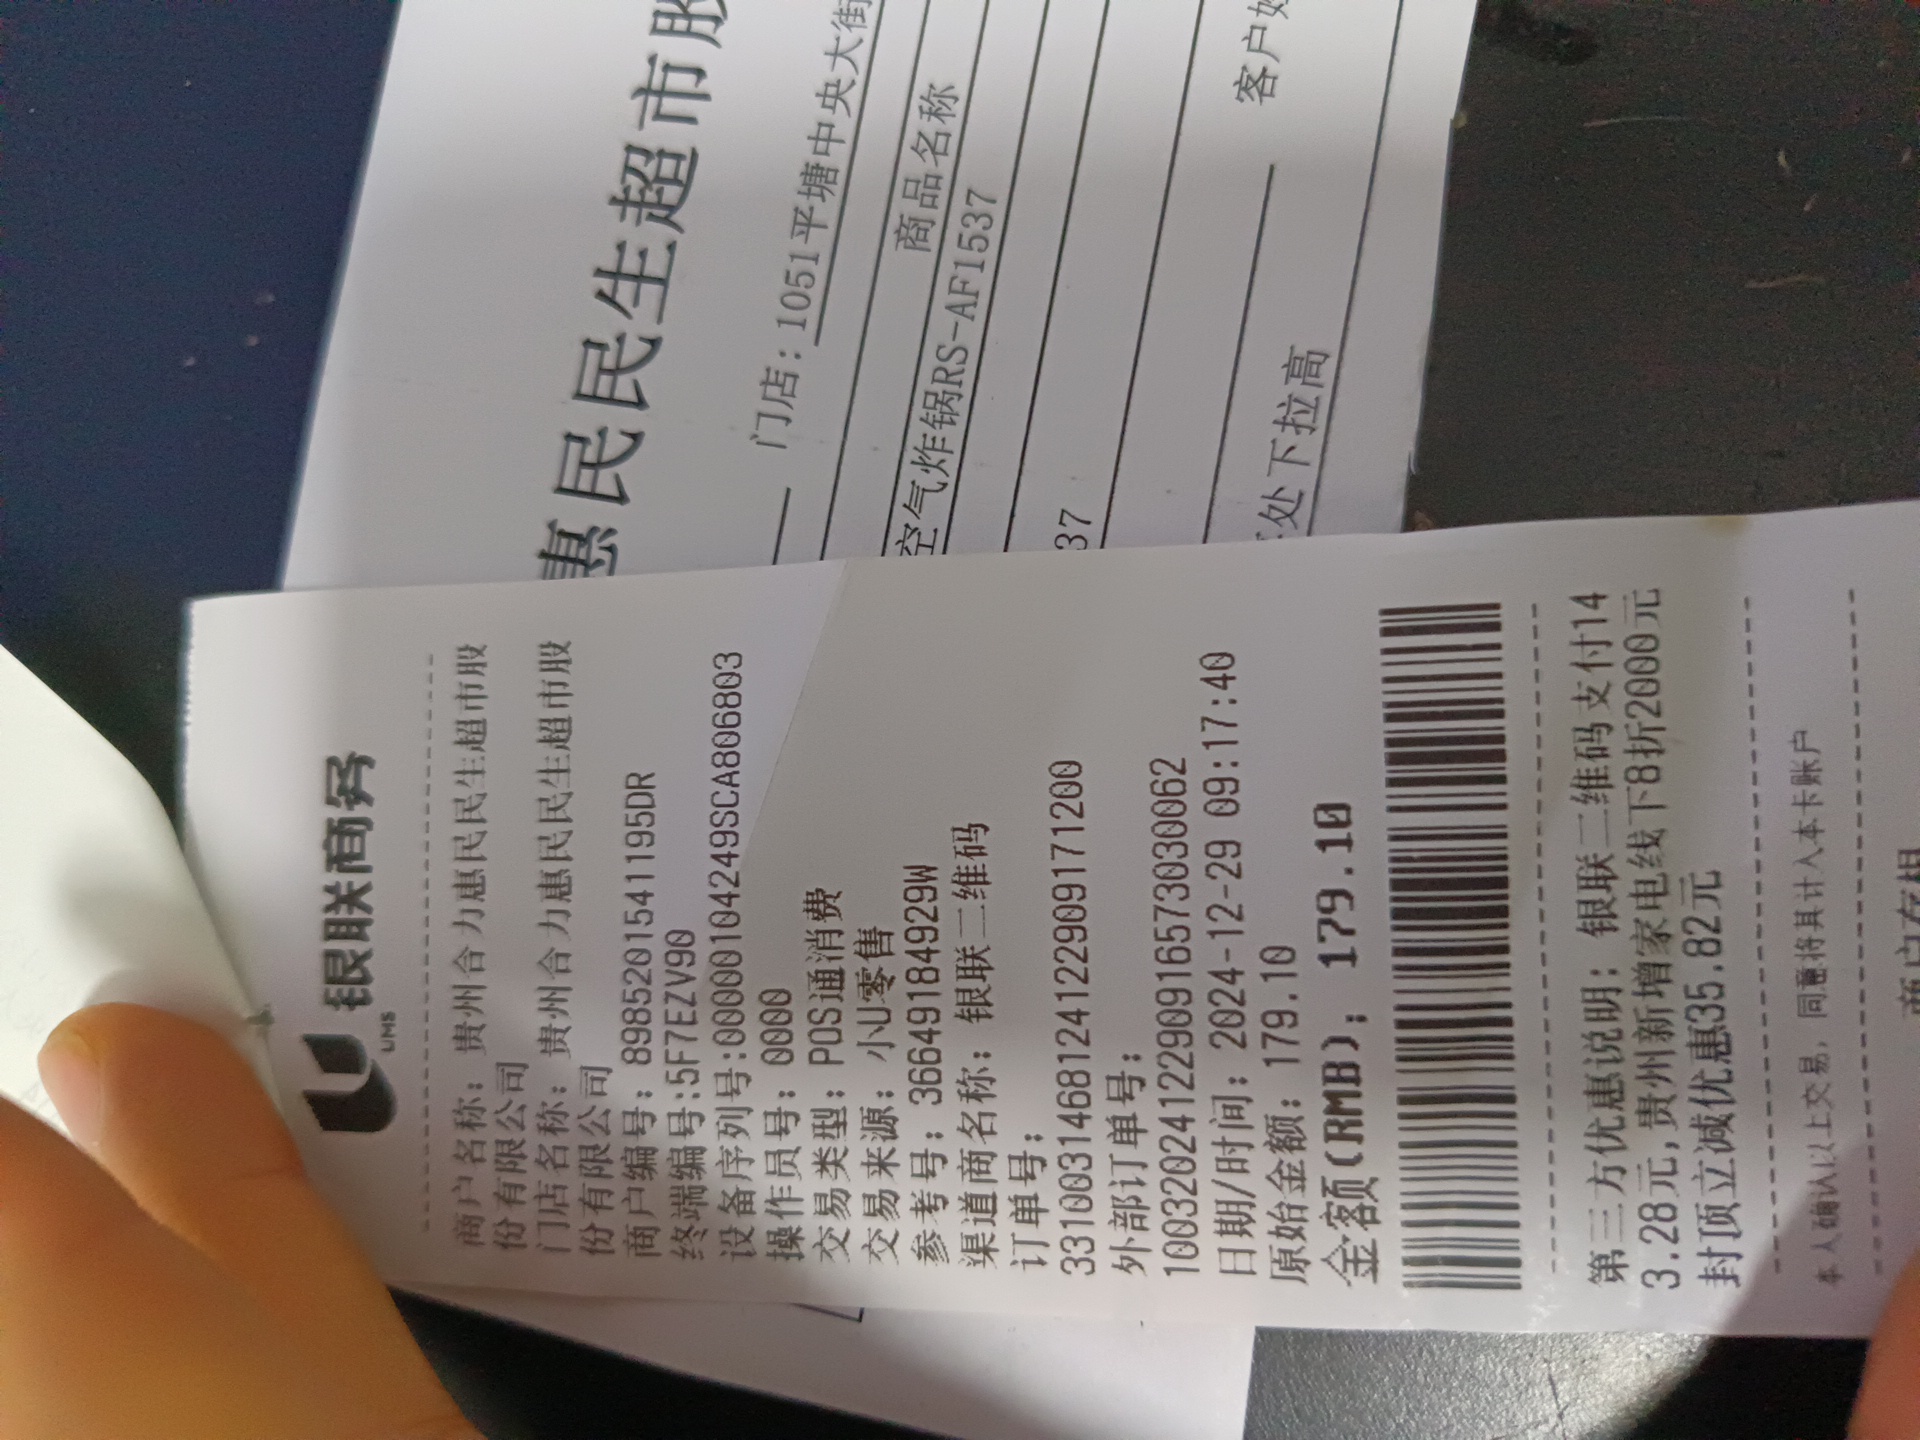 银联商务
UMS
商户名称：贵州合力惠民民生超市股
份有限公司
门店名称：贵州合力惠民民生超市股
份有限公司
商户编号：8985201541195DR
终端编号:5F7EZV90
设备序列号:00000104249SCA806803
操作员号：0000
交易类型：POS通消费
交易来源：小U零售
参考号：36649184929W
渠道商名称：银联二维码
订单号：
33100314681241229091711200
外部订单号：
10032024122909165730300​62
日期/时间：2024-12-29 09:17:40
原始金额：179.10
金额(RMB)：179.10
第三方优惠说明：银联二维码支付14
3.28元,贵州新增家电线下8折2000元
封顶立减优惠35.82元
本人确认以上交易，同意将其计入本卡账户
商户存根
惠民民生超市股
门店：1051平塘中央大街
商品名称
空气炸锅RS-AF1537
37
客户姓
处下拉高